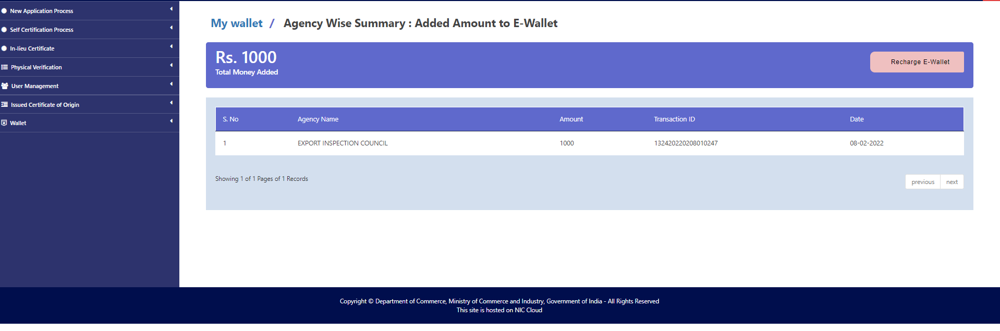 New Application Process
Self Certification Process
In-lieu Certificate
Physical Verification
User Management
Issued Certificate of Origin
Wallet
My wallet / Agency Wise Summary : Added Amount to E-Wallet
Rs. 1000
Total Money Added
Recharge E-Wallet
S. No Agency Name Amount Transaction ID Date
1 EXPORT INSPECTION COUNCIL 1000 132420220208010247 08-02-2022
Showing 1 of 1 Pages of 1 Records
previous next
Copyright © Department of Commerce, Ministry of Commerce and Industry, Government of India - All Rights Reserved
This site is hosted on NIC Cloud